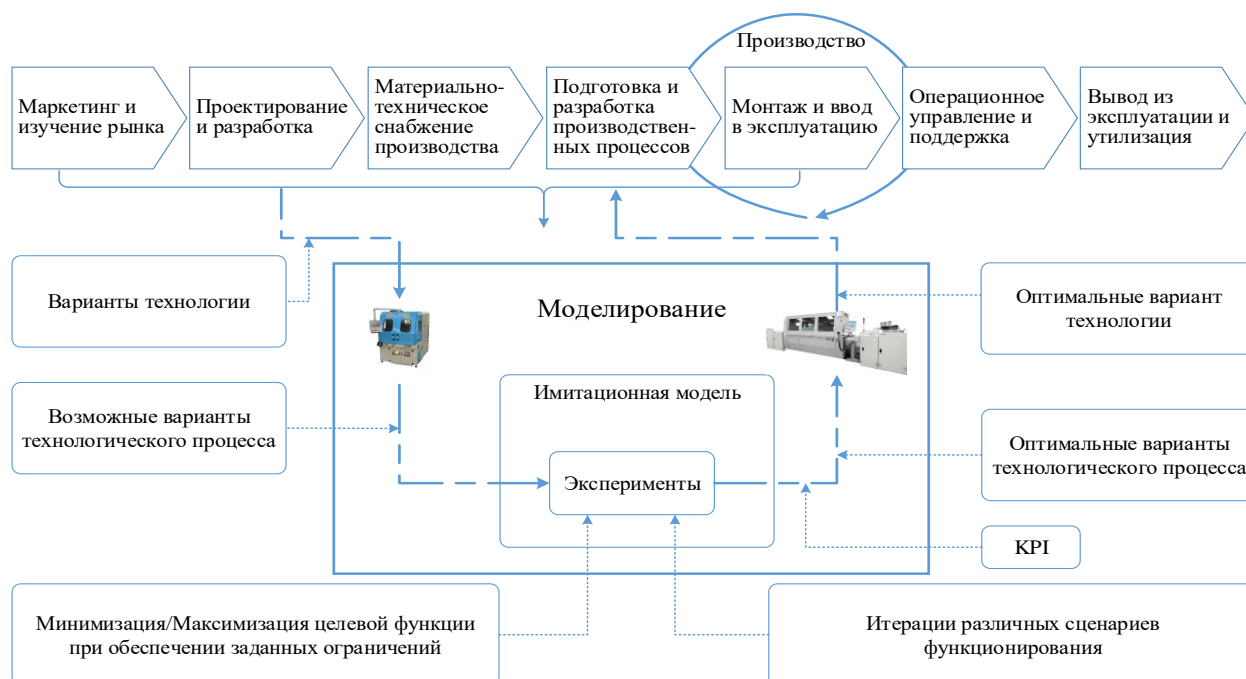 Производство
Маркетинг и
изучение рынка
Проектирование
и разработка
Материально-
техническое
снабжение
производства
Подготовка и
разработка
производствен-
ных процессов
Монтаж и ввод
в эксплуатацию
Операционное
управление и
поддержка
Вывод из
эксплуатации и
утилизация
Варианты технологии
Моделирование
Оптимальные вариант
технологии
Возможные варианты
технологического процесса
Имитационная модель
Эксперименты
Оптимальные варианты
технологического процесса
KPI
Минимизация/Максимизация целевой функции
при обеспечении заданных ограничений
Итерации различных сценариев
функционирования